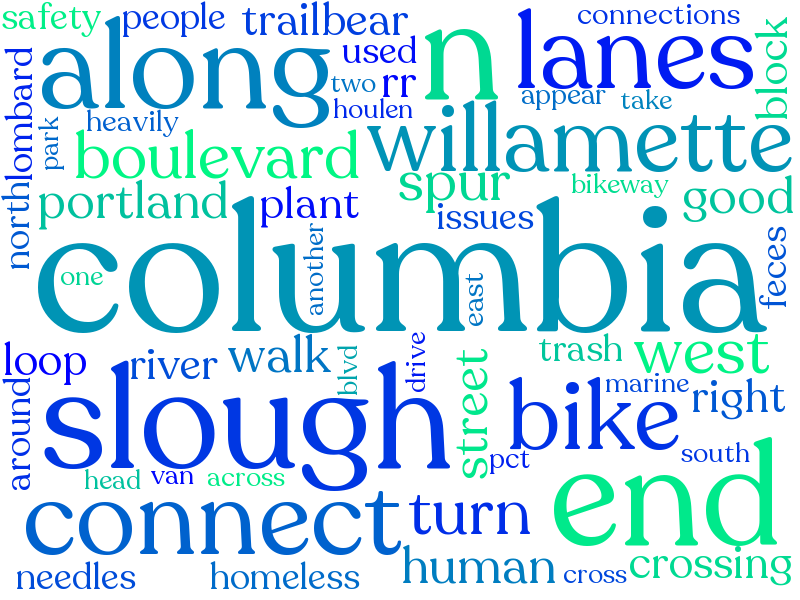 safety people trailbear connections
along used n lanes block
two rr appear take
houlen
northlombard park heavily willamette
boulevard spur bikeway good
portland plant issues
columbia
one another east feces
loop river walk blvd drive trash west
around slough street bike marine right
pct south
head van across
connect turn end
needles homeless human cross crossing